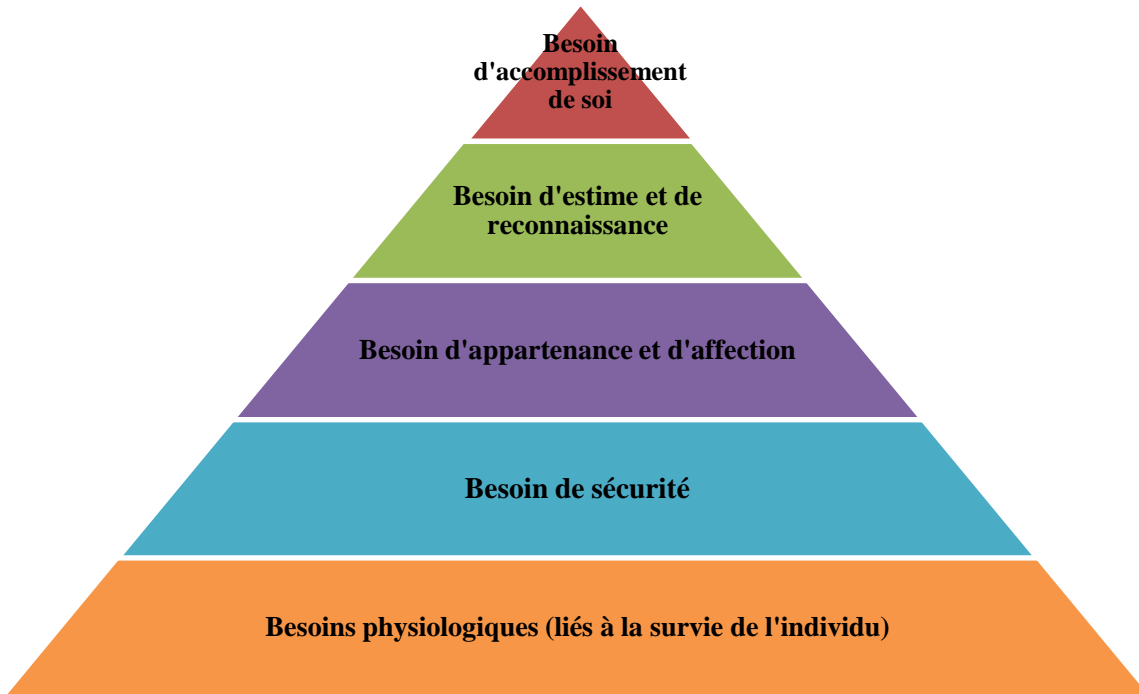 Besoin
d'accomplissement
de soi
Besoin d'estime et de
reconnaissance
Besoin d'appartenance et d'affection
Besoin de sécurité
Besoins physiologiques (liés à la survie de l'individu)